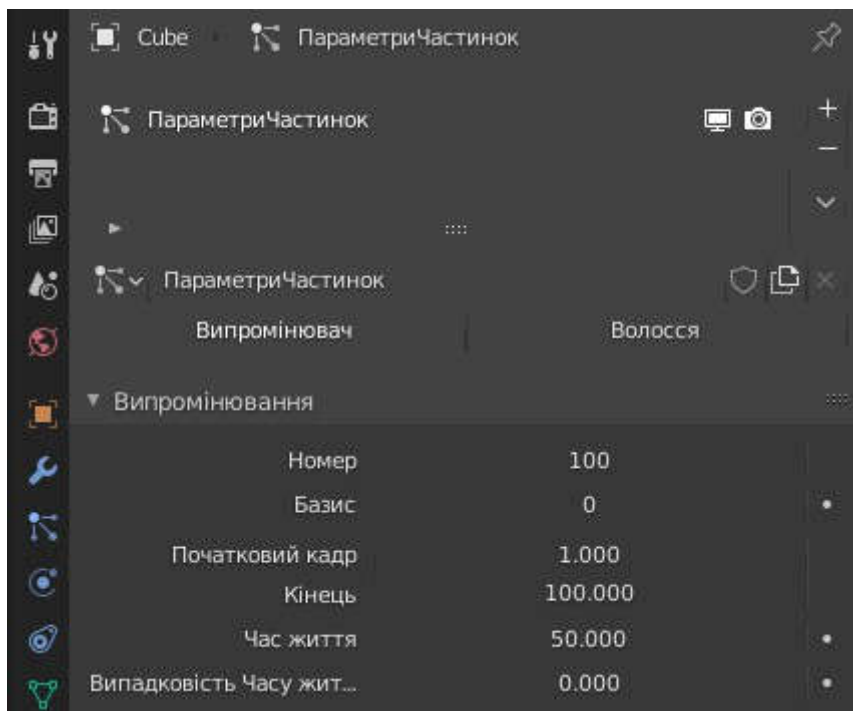 Cube ПараметриЧастинок
ПараметриЧастинок
ПараметриЧастинок
Випромінювач Волосся
Випромінювання
Номер 100
Базис 0
Початковий кадр 1.000
Кінець 100.000
Час життя 50.000
Випадковість Часу жит... 0.000